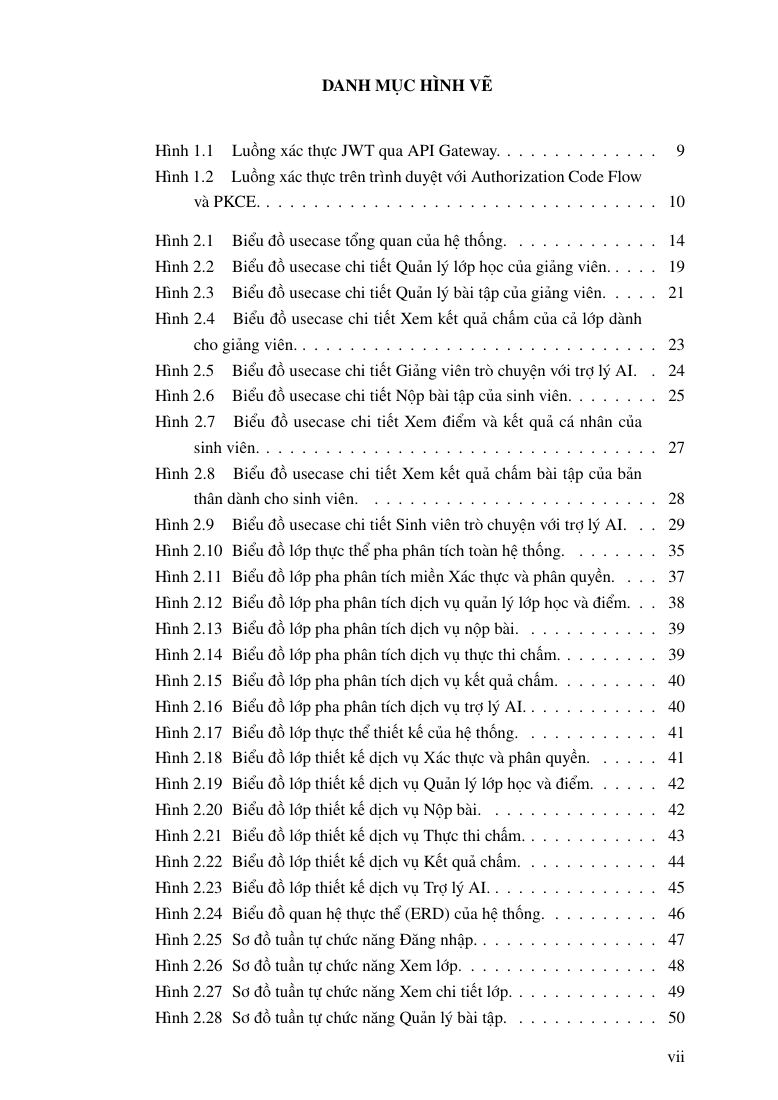 DANH MỤC HÌNH VẼ
Hình 1.1 Luồng xác thực JWT qua API Gateway. . . . . . . . . . . . . . 9
Hình 1.2 Luồng xác thực trên trình duyệt với Authorization Code Flow
và PKCE. . . . . . . . . . . . . . . . . . . . . . . . . . . . . . . . . . 10
Hình 2.1 Biểu đồ usecase tổng quan của hệ thống. . . . . . . . . . . . . 14
Hình 2.2 Biểu đồ usecase chi tiết Quản lý lớp học của giảng viên. . . . . 19
Hình 2.3 Biểu đồ usecase chi tiết Quản lý bài tập của giảng viên. . . . . 21
Hình 2.4 Biểu đồ usecase chi tiết Xem kết quả chấm của cả lớp dành
cho giảng viên. . . . . . . . . . . . . . . . . . . . . . . . . . . . . . . 23
Hình 2.5 Biểu đồ usecase chi tiết Giảng viên trò chuyện với trợ lý AI. . 24
Hình 2.6 Biểu đồ usecase chi tiết Nộp bài tập của sinh viên. . . . . . . . 25
Hình 2.7 Biểu đồ usecase chi tiết Xem điểm và kết quả cá nhân của
sinh viên. . . . . . . . . . . . . . . . . . . . . . . . . . . . . . . . . . 27
Hình 2.8 Biểu đồ usecase chi tiết Xem kết quả chấm bài tập của bản
thân dành cho sinh viên. . . . . . . . . . . . . . . . . . . . . . . . 28
Hình 2.9 Biểu đồ usecase chi tiết Sinh viên trò chuyện với trợ lý AI. . . 29
Hình 2.10 Biểu đồ lớp thực thể pha phân tích toàn hệ thống. . . . . . . . 35
Hình 2.11 Biểu đồ lớp pha phân tích miền Xác thực và phân quyền. . . . 37
Hình 2.12 Biểu đồ lớp pha phân tích dịch vụ quản lý lớp học và điểm. . . 38
Hình 2.13 Biểu đồ lớp pha phân tích dịch vụ nộp bài. . . . . . . . . . . . 39
Hình 2.14 Biểu đồ lớp pha phân tích dịch vụ thực thi chấm. . . . . . . . . 39
Hình 2.15 Biểu đồ lớp pha phân tích dịch vụ kết quả chấm. . . . . . . . . 40
Hình 2.16 Biểu đồ lớp pha phân tích dịch vụ trợ lý AI. . . . . . . . . . . . 40
Hình 2.17 Biểu đồ lớp thực thể thiết kế của hệ thống. . . . . . . . . . . . 41
Hình 2.18 Biểu đồ lớp thiết kế dịch vụ Xác thực và phân quyền. . . . . . 41
Hình 2.19 Biểu đồ lớp thiết kế dịch vụ Quản lý lớp học và điểm. . . . . . 42
Hình 2.20 Biểu đồ lớp thiết kế dịch vụ Nộp bài. . . . . . . . . . . . . . . 42
Hình 2.21 Biểu đồ lớp thiết kế dịch vụ Thực thi chấm. . . . . . . . . . . . 43
Hình 2.22 Biểu đồ lớp thiết kế dịch vụ Kết quả chấm. . . . . . . . . . . . 44
Hình 2.23 Biểu đồ lớp thiết kế dịch vụ Trợ lý AI. . . . . . . . . . . . . . . 45
Hình 2.24 Biểu đồ quan hệ thực thể (ERD) của hệ thống. . . . . . . . . . 46
Hình 2.25 Sơ đồ tuần tự chức năng Đăng nhập. . . . . . . . . . . . . . . . 47
Hình 2.26 Sơ đồ tuần tự chức năng Xem lớp. . . . . . . . . . . . . . . . . 48
Hình 2.27 Sơ đồ tuần tự chức năng Xem chi tiết lớp. . . . . . . . . . . . . 49
Hình 2.28 Sơ đồ tuần tự chức năng Quản lý bài tập. . . . . . . . . . . . . 50
vii